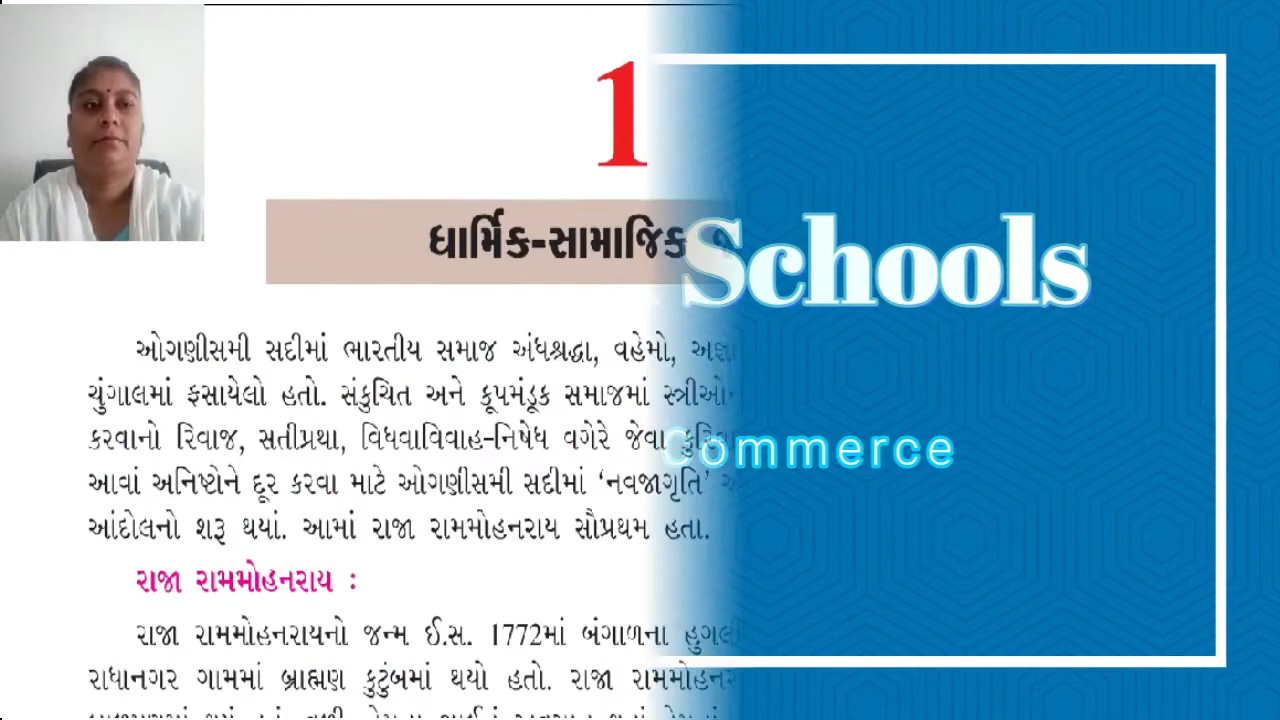 1
ધાર્મિક-સામાજિક
Schools
ઓગણીસમી સદીમાં ભારતીય સમાજ અંધશ્રદ્ધા, વહેમો,
ચુંગાલમાં ફસાયેલો હતો. સંકુચિત અને કૂપમંડૂક સમાજમાં
કરવાનો રિવાજ, સતીપ્રથા, વિધવાવિવાહ-નિષેધ વગેરે જેવા
Commerce
આવાં અનિષ્ટોને દૂર કરવા માટે ઓગણીસમી સદીમાં ‘નવજાગૃતિ’
આંદોલનો શરૂ થયાં. આમાં રાજા રામમોહનરાય સૌપ્રથમ હતા.
રાજા રામમોહનરાય :
રાજા રામમોહનરાયનો જન્મ ઈ.સ. 1772માં બંગાળના
રાધાનગર ગામમાં બ્રાહ્મણ કુટુંબમાં થયો હતો. રાજા